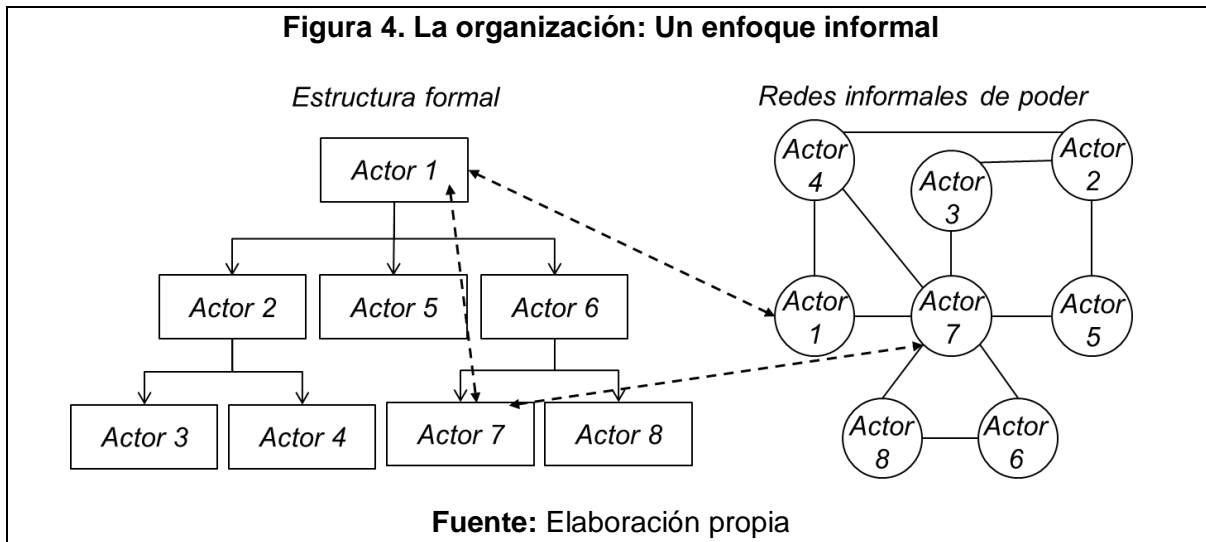 Figura 4. La organización: Un enfoque informal
Estructura formal
Actor 1
Actor 2
Actor 5
Actor 6
Actor 3
Actor 4
Actor 7
Actor 8
Redes informales de poder
Actor
4
Actor
3
Actor
2
Actor
1
Actor
7
Actor
5
Actor
8
Actor
6
Fuente: Elaboración propia